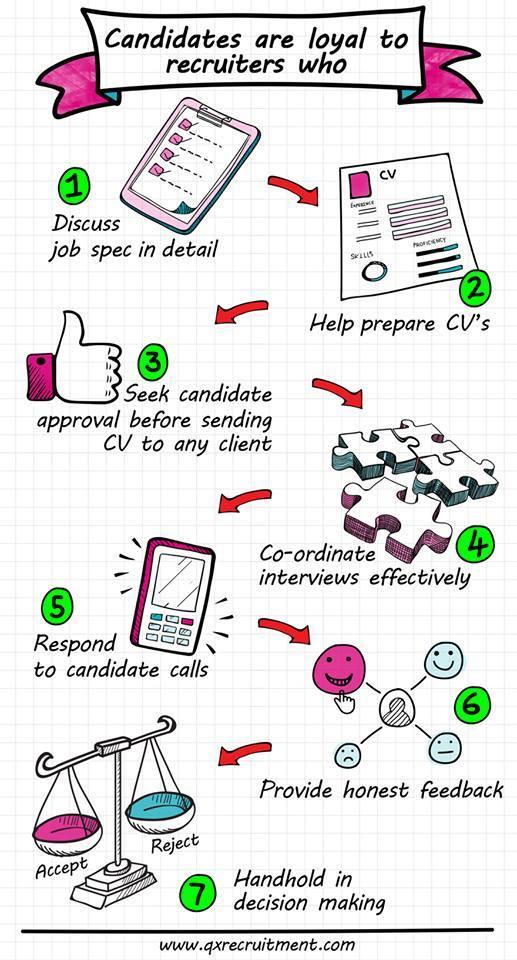 Candidates are loyal to
recruiters who
1
Discuss
job spec in detail
CV
EXPERIENCE
SKILLS
PROFICIENCY
2
Help prepare CV's
3
Seek candidate
approval before sending
CV to any client
4
Co-ordinate
interviews effectively
5
Respond
to candidate calls
6
Provide honest feedback
Accept
Reject
7
Handhold in
decision making
www.qxrecruitment.com